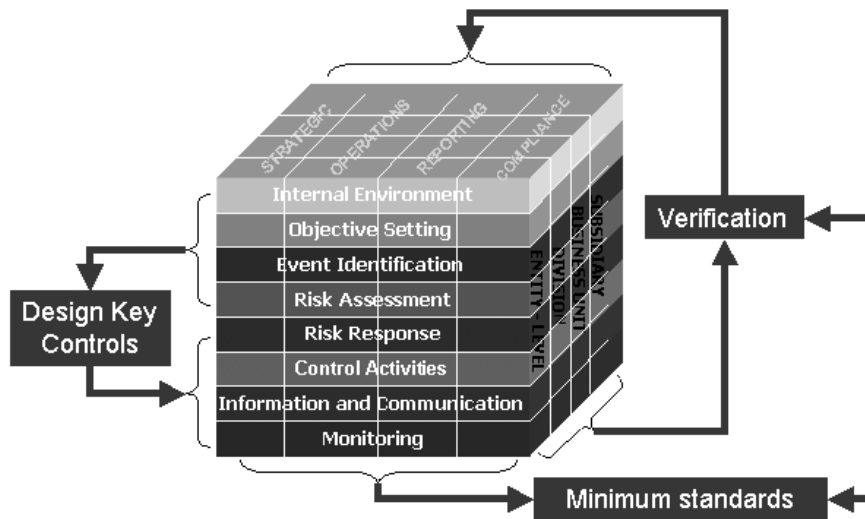 STRATEGIC
OPERATIONS
REPORTING
COMPLIANCE
Internal Environment
Objective Setting
Event Identification
Risk Assessment
Risk Response
Control Activities
Information and Communication
Monitoring
ENTITY - LEVEL
DIVISION
BUSINESS UNIT
SUBSIDIARY
Design Key
Controls
Verification
Minimum standards